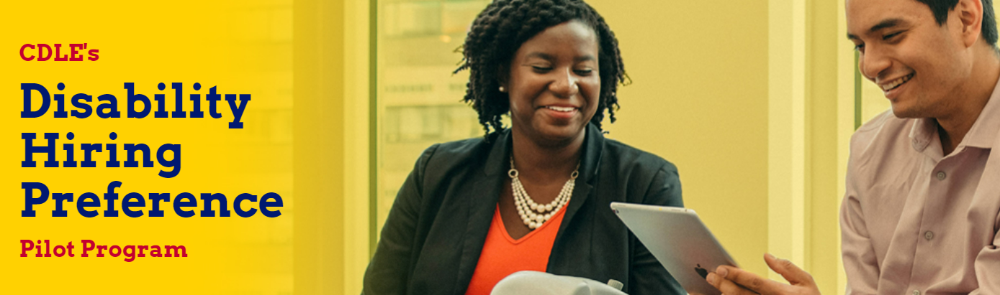 CDLE's
Disability
Hiring
Preference
Pilot Program